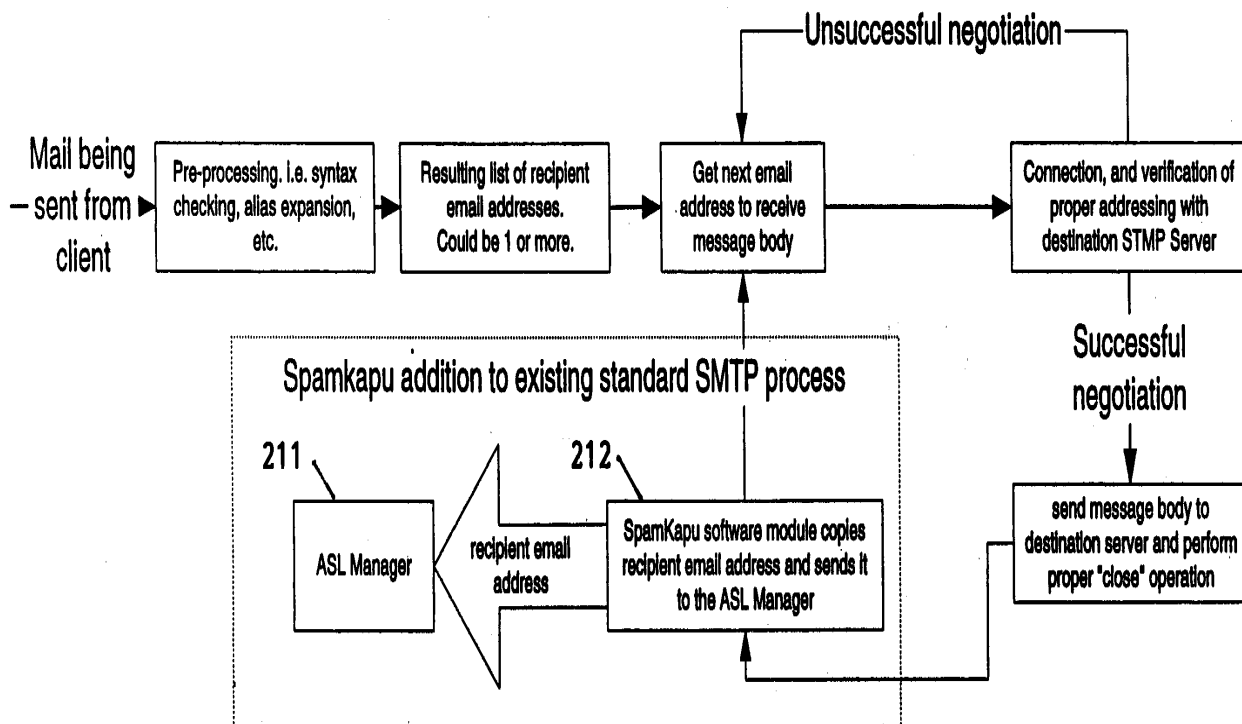 Unsuccessful negotiation
Mail being
sent from
client
Pre-processing. i.e. syntax
checking, alias expansion,
etc.
Resulting list of recipient
email addresses.
Could be 1 or more.
Get next email
address to receive
message body
Connection, and verification of
proper addressing with
destination STMP Server
Successful
negotiation
Spamkapu addition to existing standard SMTP process
211
212
ASL Manager
recipient email
address
SpamKapu software module copies
recipient email address and sends it
to the ASL Manager
send message body to
destination server and perform
proper "close" operation